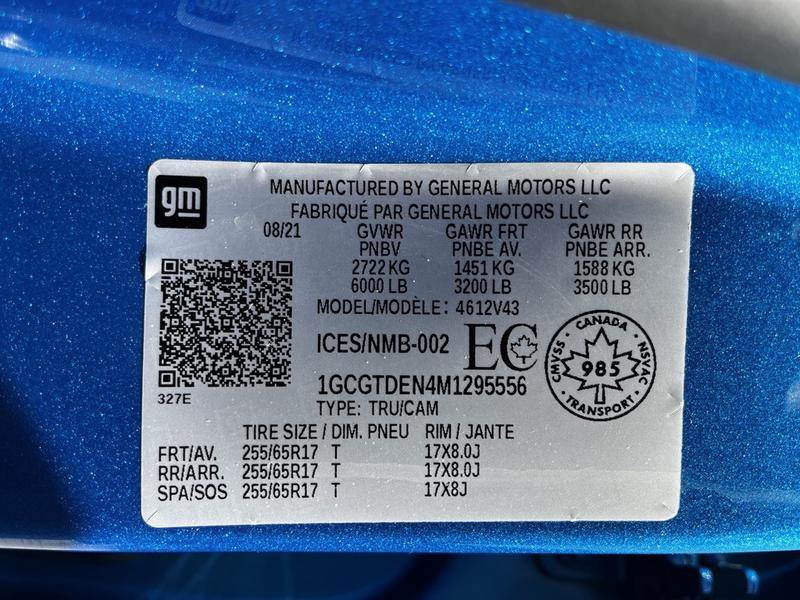 gm
MANUFACTURED BY GENERAL MOTORS LLC
FABRIQUÉ PAR GENERAL MOTORS LLC
08/21 GVWR GAWR FRT GAWR RR
PNBV PNBE AV. PNBE ARR.
2722 KG 1451 KG 1588 KG
6000 LB 3200 LB 3500 LB
MODEL/MODÈLE: 4612V43
ICES/NMB-002 EC
CANADA
CMVSS 985 NSVAC
TRANSPORT
1GCGTDEN4M1295556
327E
TYPE: TRU/CAM
TIRE SIZE / DIM. PNEU RIM / JANTE
FRT/AV. 255/65R17 T 17X8.0J
RR/ARR. 255/65R17 T 17X8.0J
SPA/SOS 255/65R17 T 17X8J